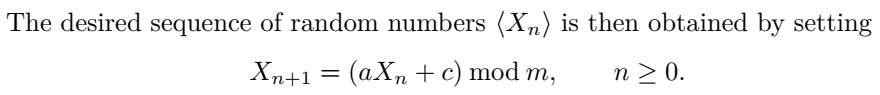 The desired sequence of random numbers ⟨Xₙ⟩ is then obtained by setting
Xₙ₊₁ = (aXₙ + c) mod m, n ≥ 0.